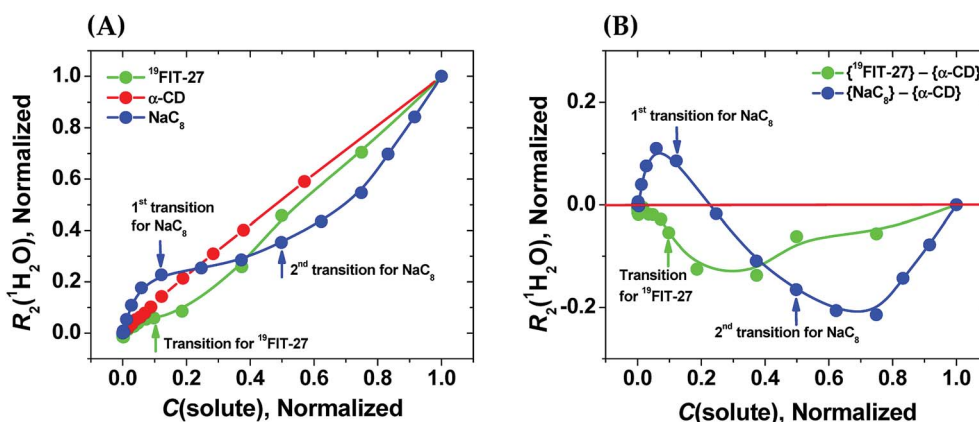 (A)
R₂(¹H₂O), Normalized
1.0
0.8
0.6
0.4
0.2
0.0
¹⁹FIT-27
α-CD
NaC₈
1ˢᵗ transition
for NaC₈
2ⁿᵈ transition for NaC₈
Transition for ¹⁹FIT-27
0.0 0.2 0.4 0.6 0.8 1.0
C(solute), Normalized
(B)
R₂(¹H₂O), Normalized
0.2
0.0
-0.2
{¹⁹FIT-27} – {α-CD}
{NaC₈} – {α-CD}
1ˢᵗ transition for NaC₈
Transition
for ¹⁹FIT-27
2ⁿᵈ transition for NaC₈
0.0 0.2 0.4 0.6 0.8 1.0
C(solute), Normalized